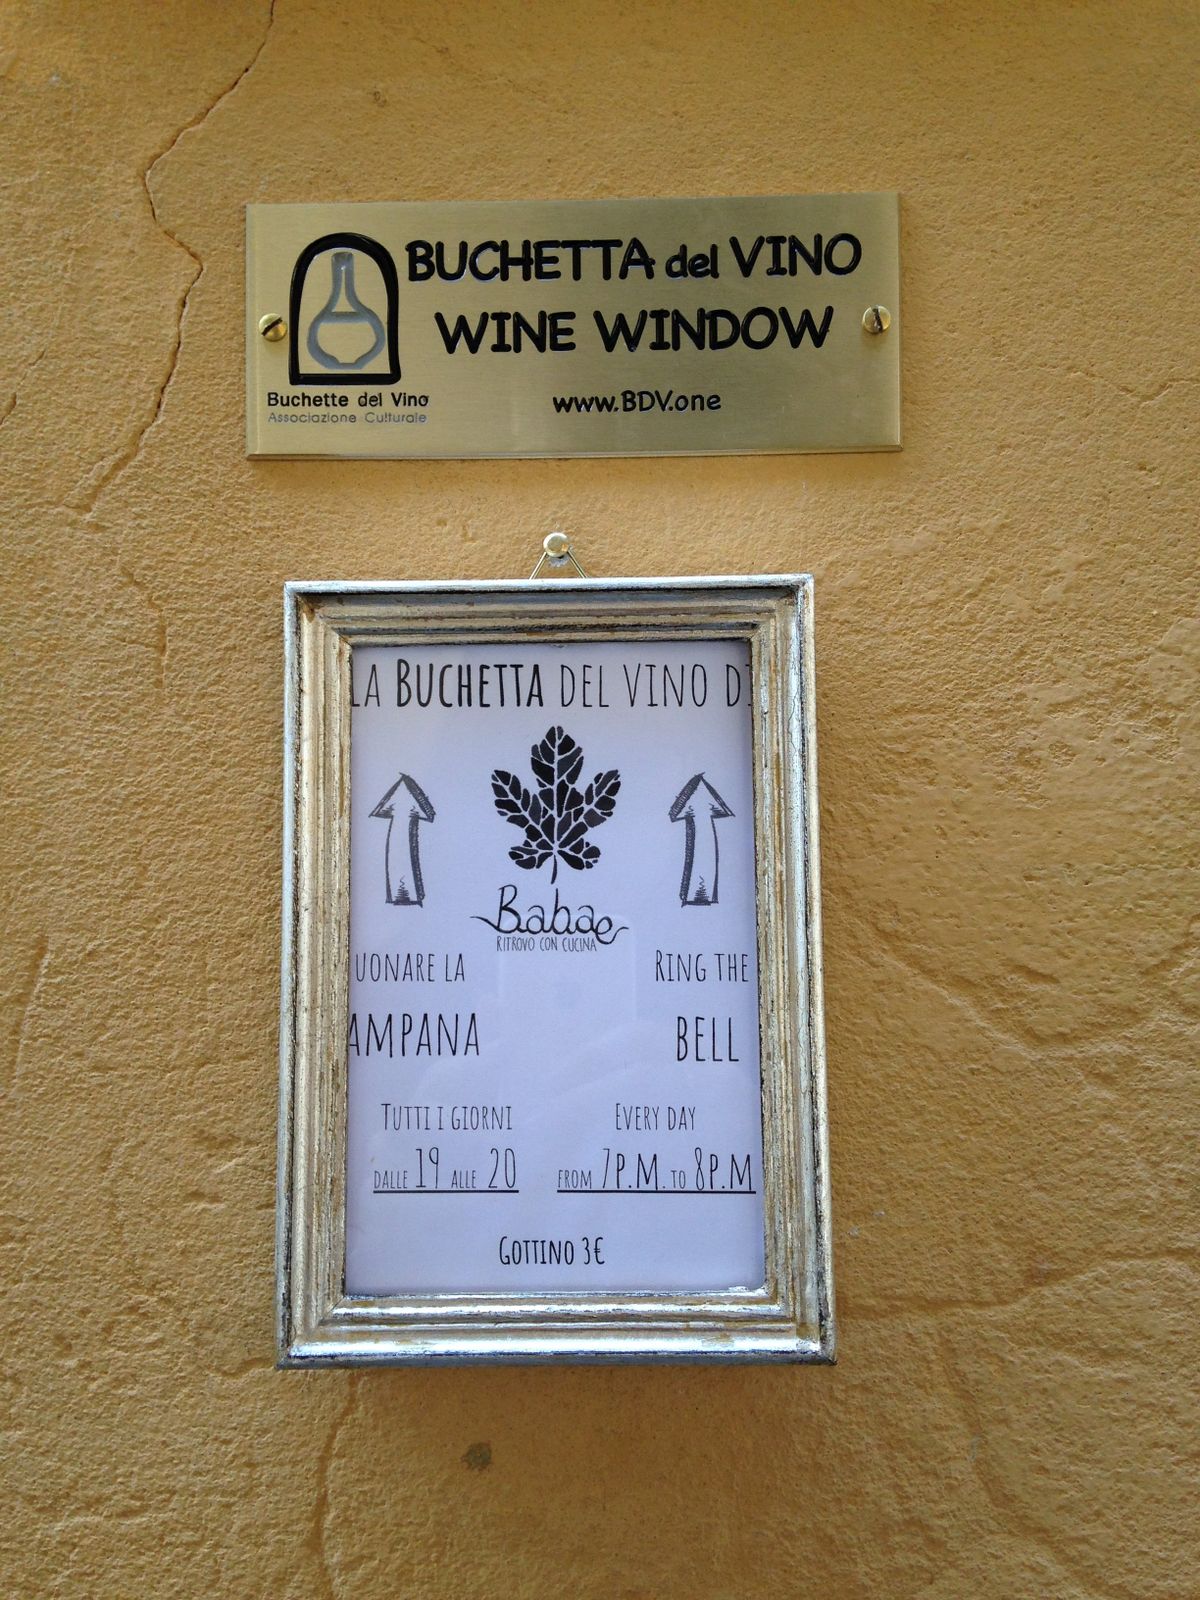 BUCHETTA del VINO
WINE WINDOW
www.BDV.one
Buchette del Vino
Associazione Culturale
LA BUCHETTA DEL VINO DI
Babae
RITROVO CON CUCINA
UONARE LA
AMPANA
RING THE
BELL
TUTTI I GIORNI
DALLE 19 ALLE 20
EVERY DAY
FROM 7P.M. TO 8P.M
GOTTINO 3€